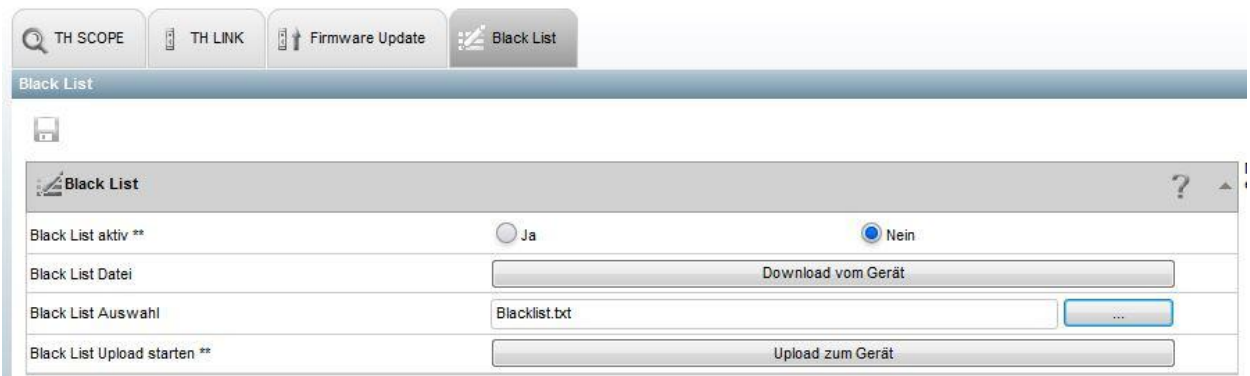 TH SCOPE TH LINK Firmware Update Black List
Black List
Black List ?
Black List aktiv ** Ja Nein
Black List Datei Download vom Gerät
Black List Auswahl Blacklist.txt ...
Black List Upload starten ** Upload zum Gerät